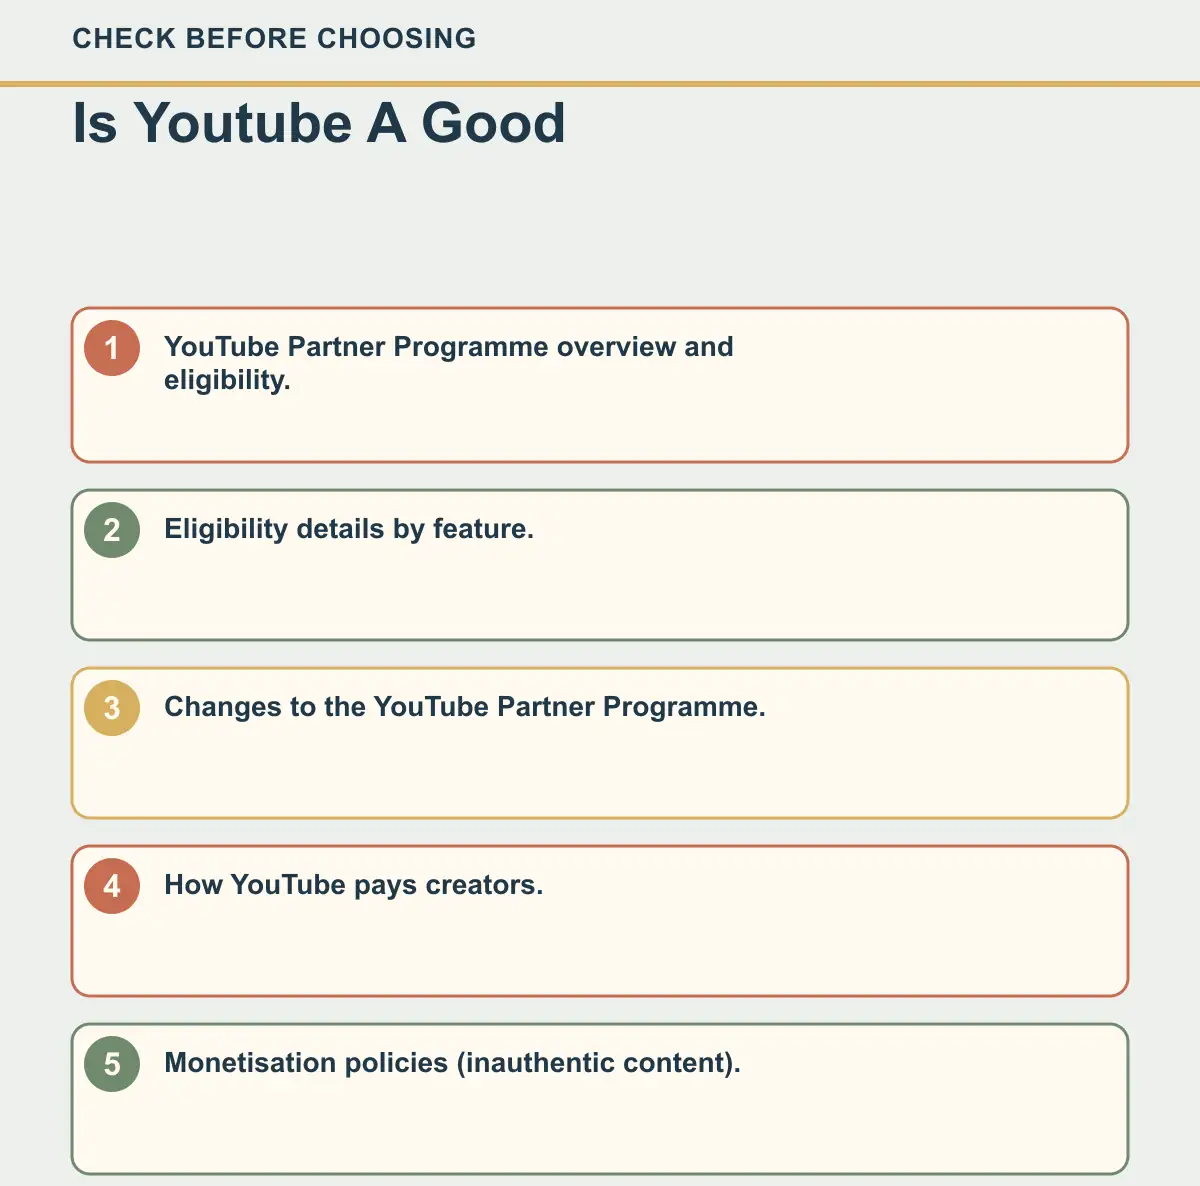 CHECK BEFORE CHOOSING
Is Youtube A Good
1
YouTube Partner Programme overview and
eligibility.
2
Eligibility details by feature.
3
Changes to the YouTube Partner Programme.
4
How YouTube pays creators.
5
Monetisation policies (inauthentic content).